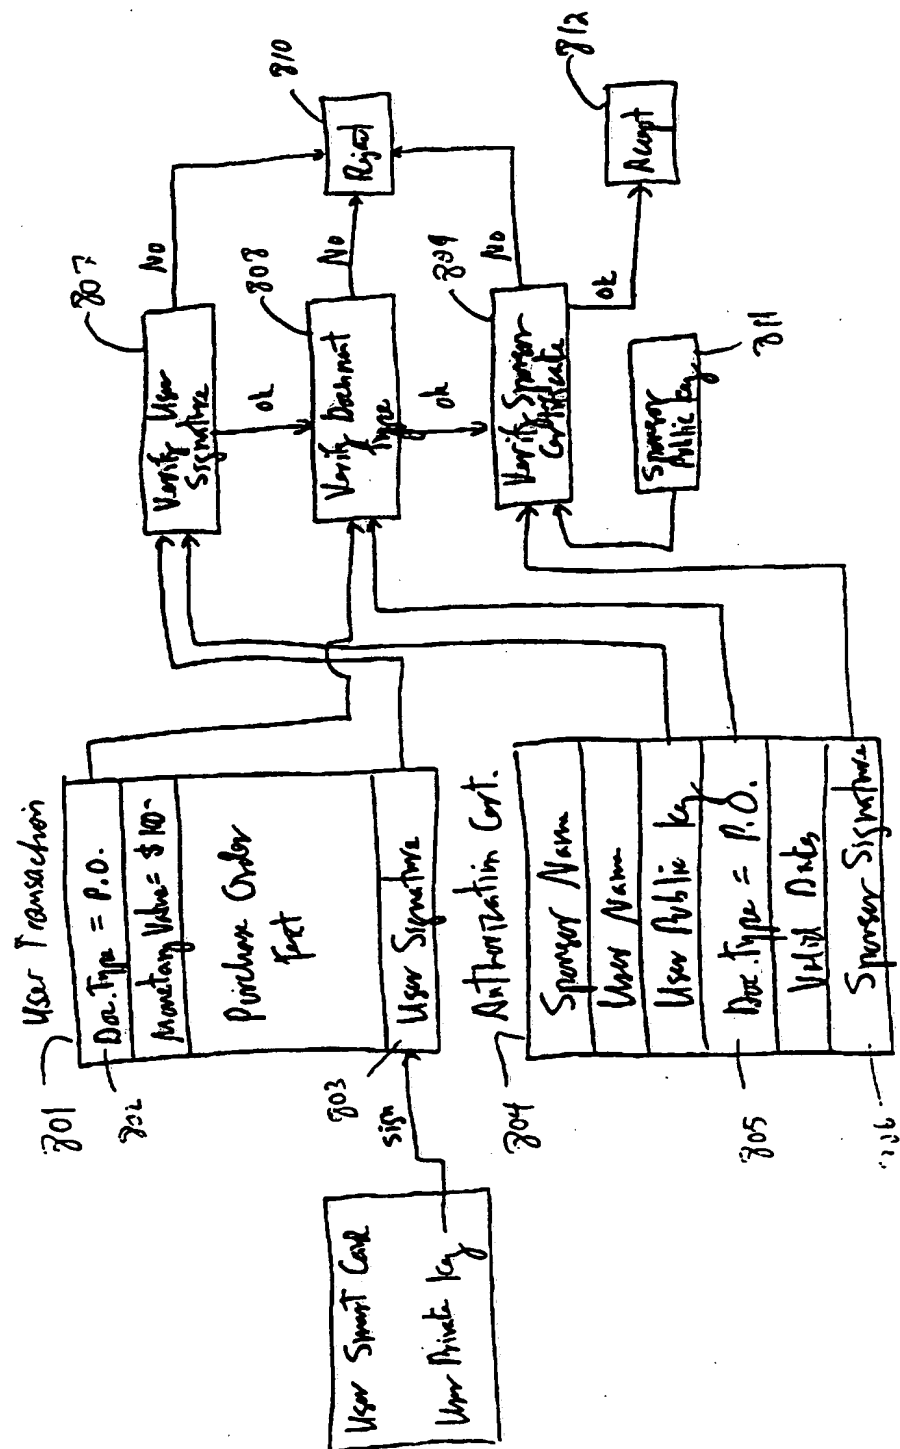 User Transaction
801
Doc. Type = P.O.
802
Monetary Value = $
Purchase Order
Text
User Signature
803
sign
User Smart Card
User Private Key
Authorization Cert.
804
Sponsor Name
User Name
User Public Key
Doc. Type = P.O.
805
Valid Dates
Sponsor Signature
807
Verify User
Signature
No
ok
808
Verify Document
Type
No
ok
809
Verify Sponsor
Certificate
No
ok
810
Reject
Sponsor
Public Key
811
Accept
812